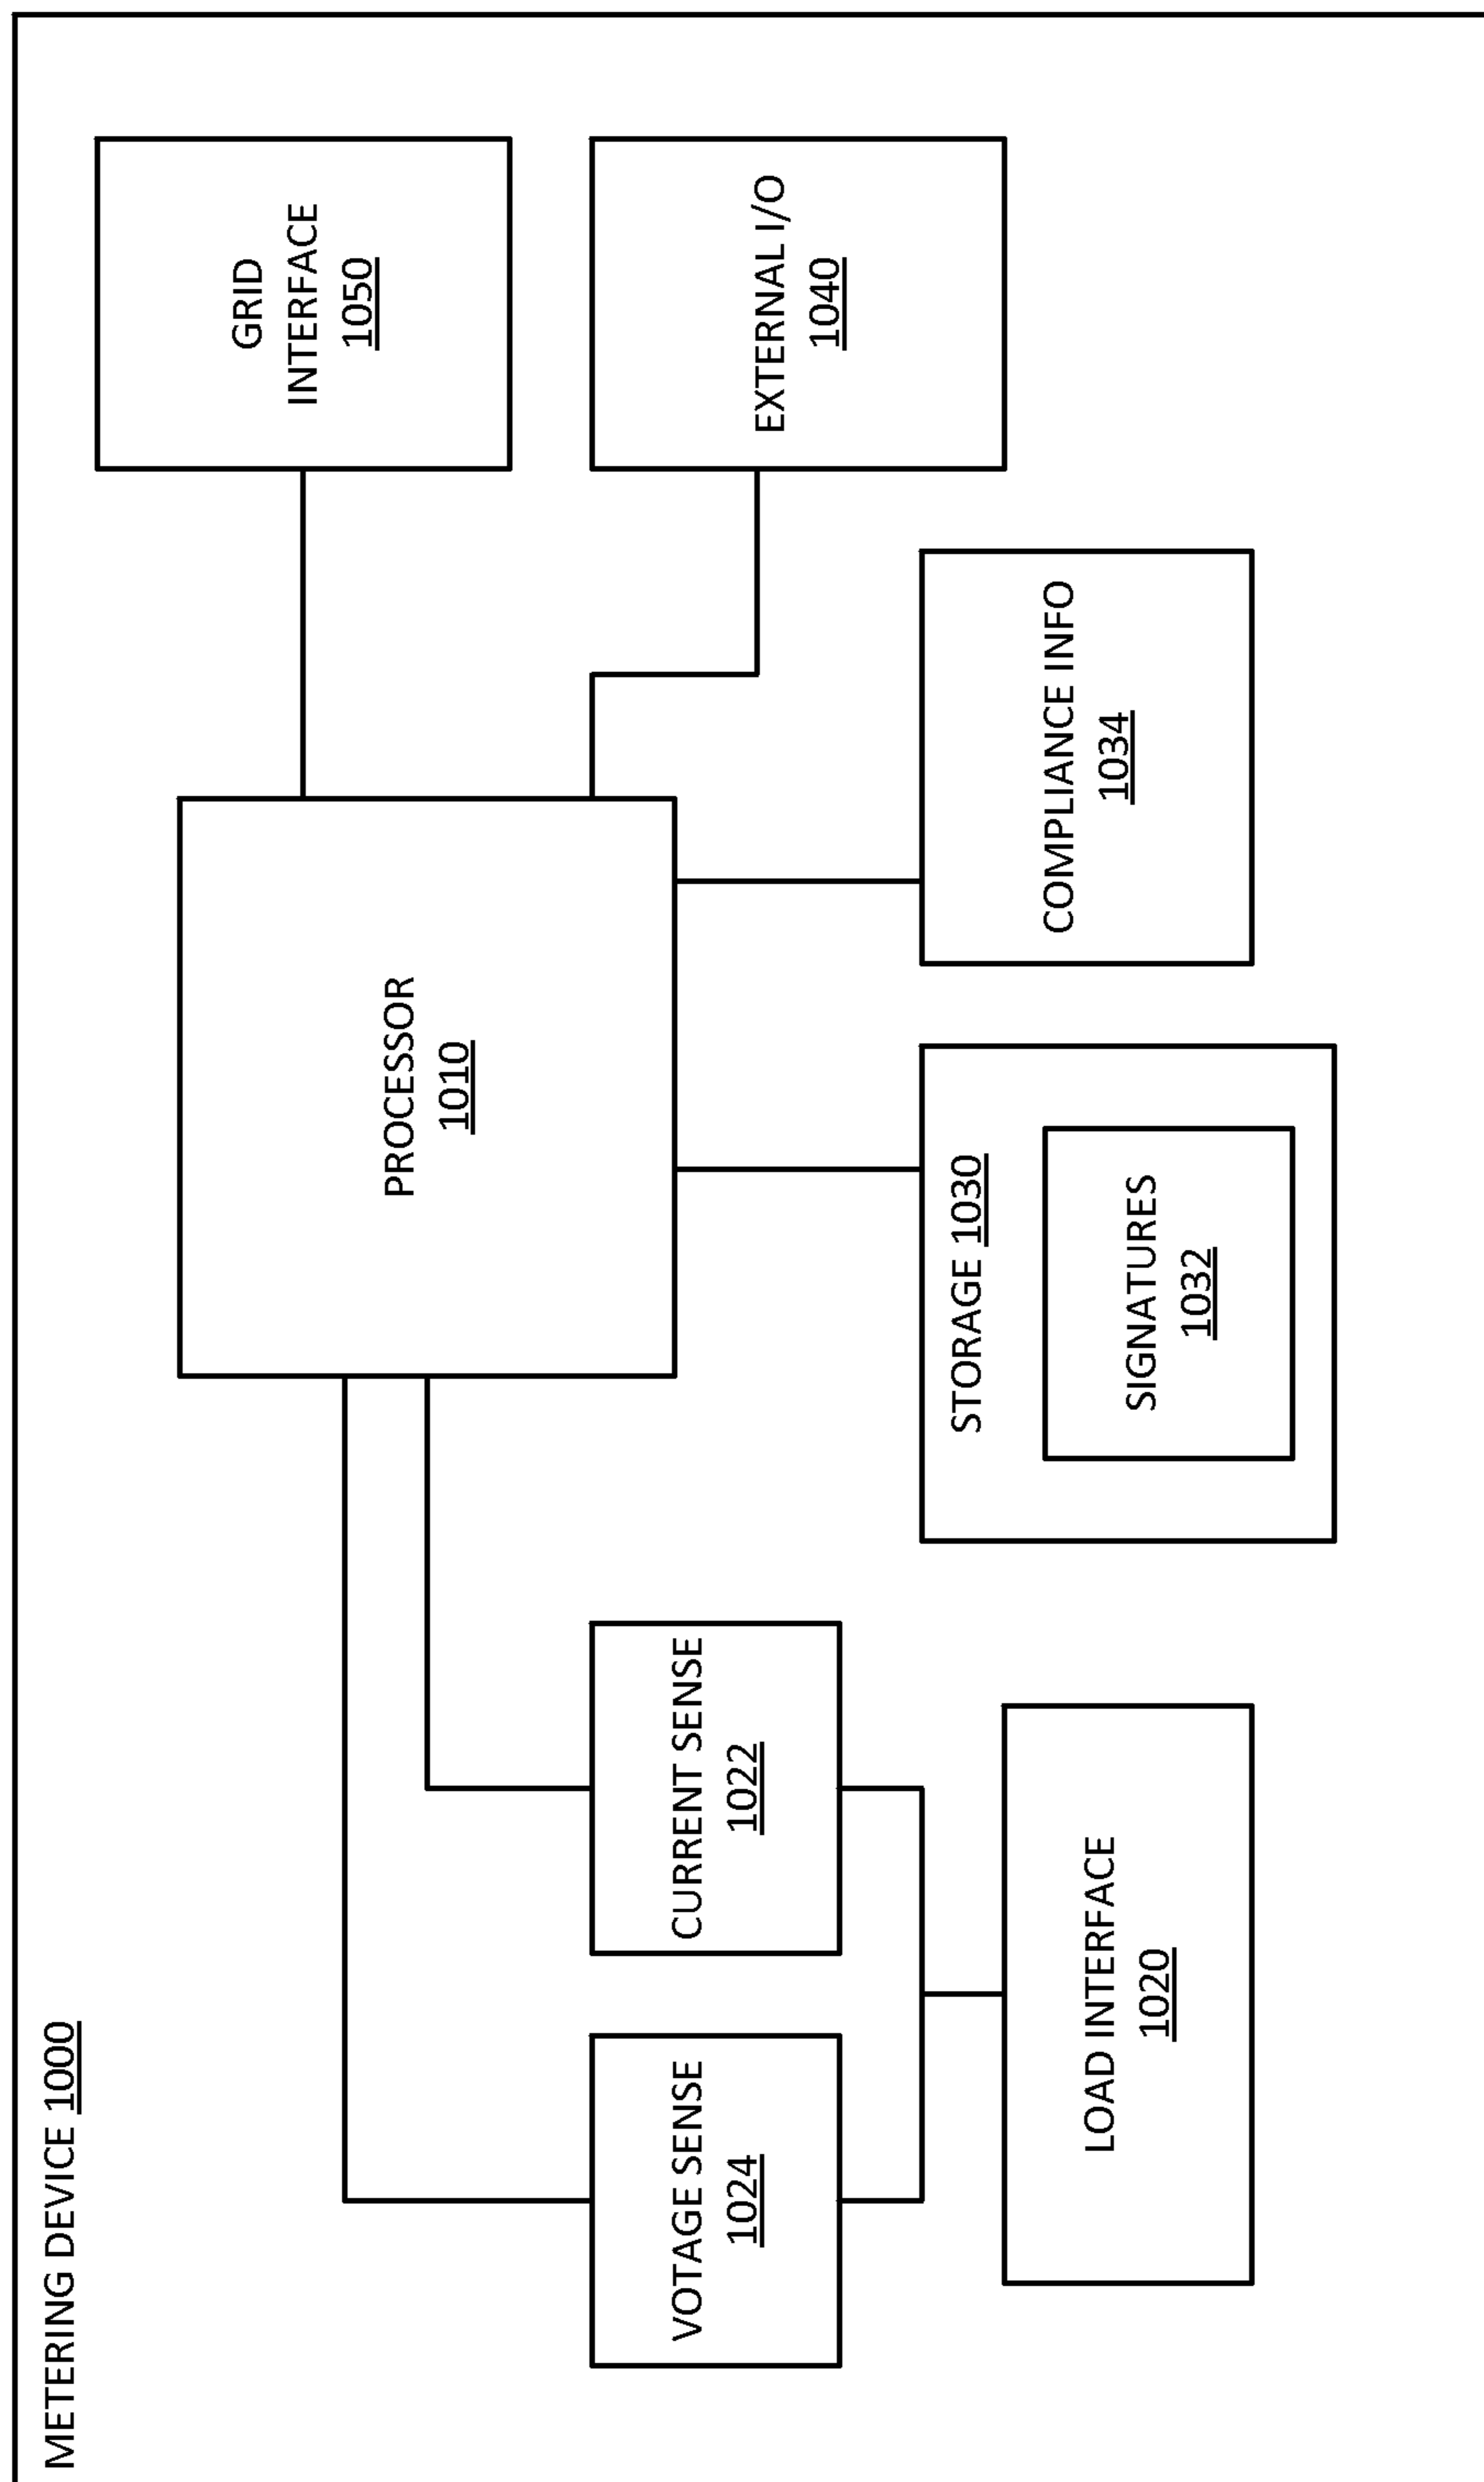 METERING DEVICE 1000
GRID
INTERFACE
1050
PROCESSOR
1010
VOTAGE SENSE
1024
CURRENT SENSE
1022
EXTERNAL I/O
1040
STORAGE 1030
SIGNATURES
1032
COMPLIANCE INFO
1034
LOAD INTERFACE
1020